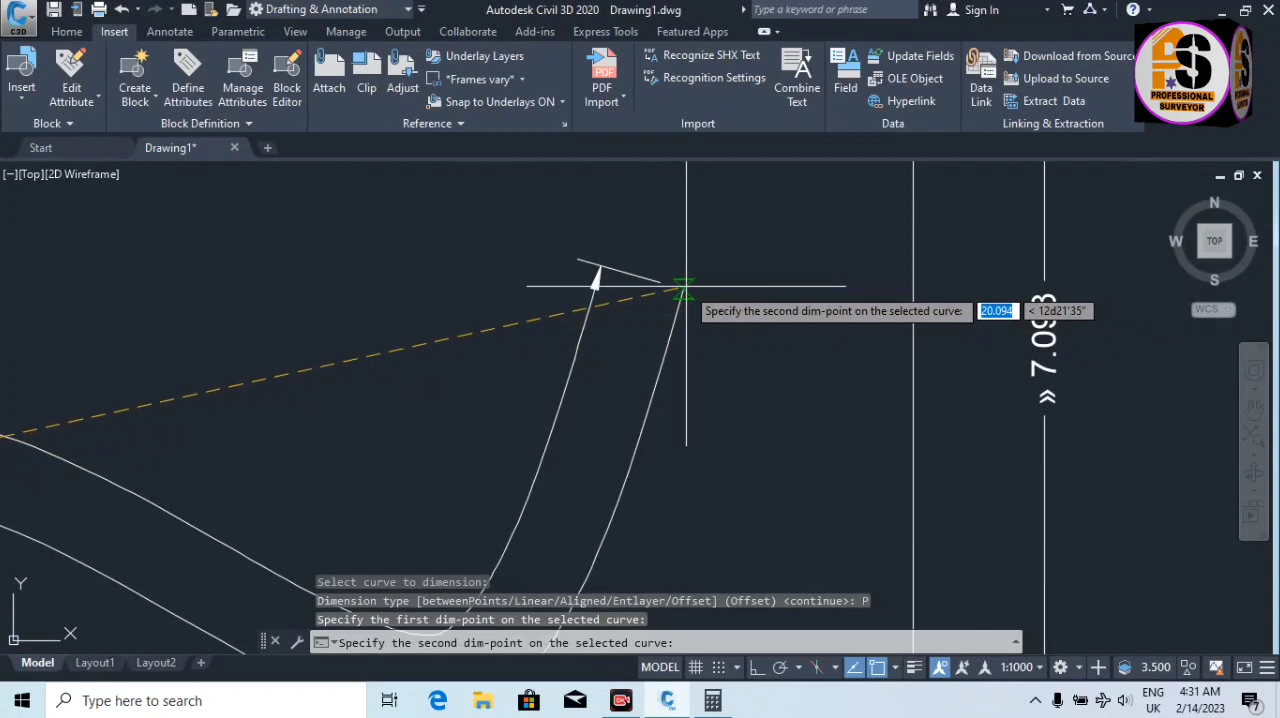 C3D
Drafting & Annotation
Autodesk Civil 3D 2020 Drawing1.dwg
Type a keyword or phrase
Sign In
Home Insert Annotate Parametric View Manage Output Collaborate Add-ins Express Tools Featured Apps
Insert
Edit Attribute
Block
Create Block
Define Attributes
Manage Attributes
Block Editor
Block Definition
Attach
Clip
Adjust
Underlay Layers
*Frames vary*
Snap to Underlays ON
Reference
PDF
PDF Import
Recognize SHX Text
Recognition Settings
Combine Text
Import
Field
Update Fields
OLE Object
Hyperlink
Data
Data Link
Download from Source
Upload to Source
Extract Data
Linking & Extraction
PS
PROFESSIONAL
SURVEYOR
Start
Drawing1*
[−][Top][2D Wireframe]
N
W TOP E
S
WCS
Specify the second dim-point on the selected curve: 20.094 < 12d21'35"
Y
X
Select curve to dimension:
Dimension type [betweenPoints/Linear/Aligned/Entlayer/Offset] (Offset) <continue>: P
Specify the first dim-point on the selected curve:
Specify the second dim-point on the selected curve:
Model Layout1 Layout2 +
MODEL
1:1000
3.500
Type here to search
ENG
UK
4:31 AM
2/14/2023
7